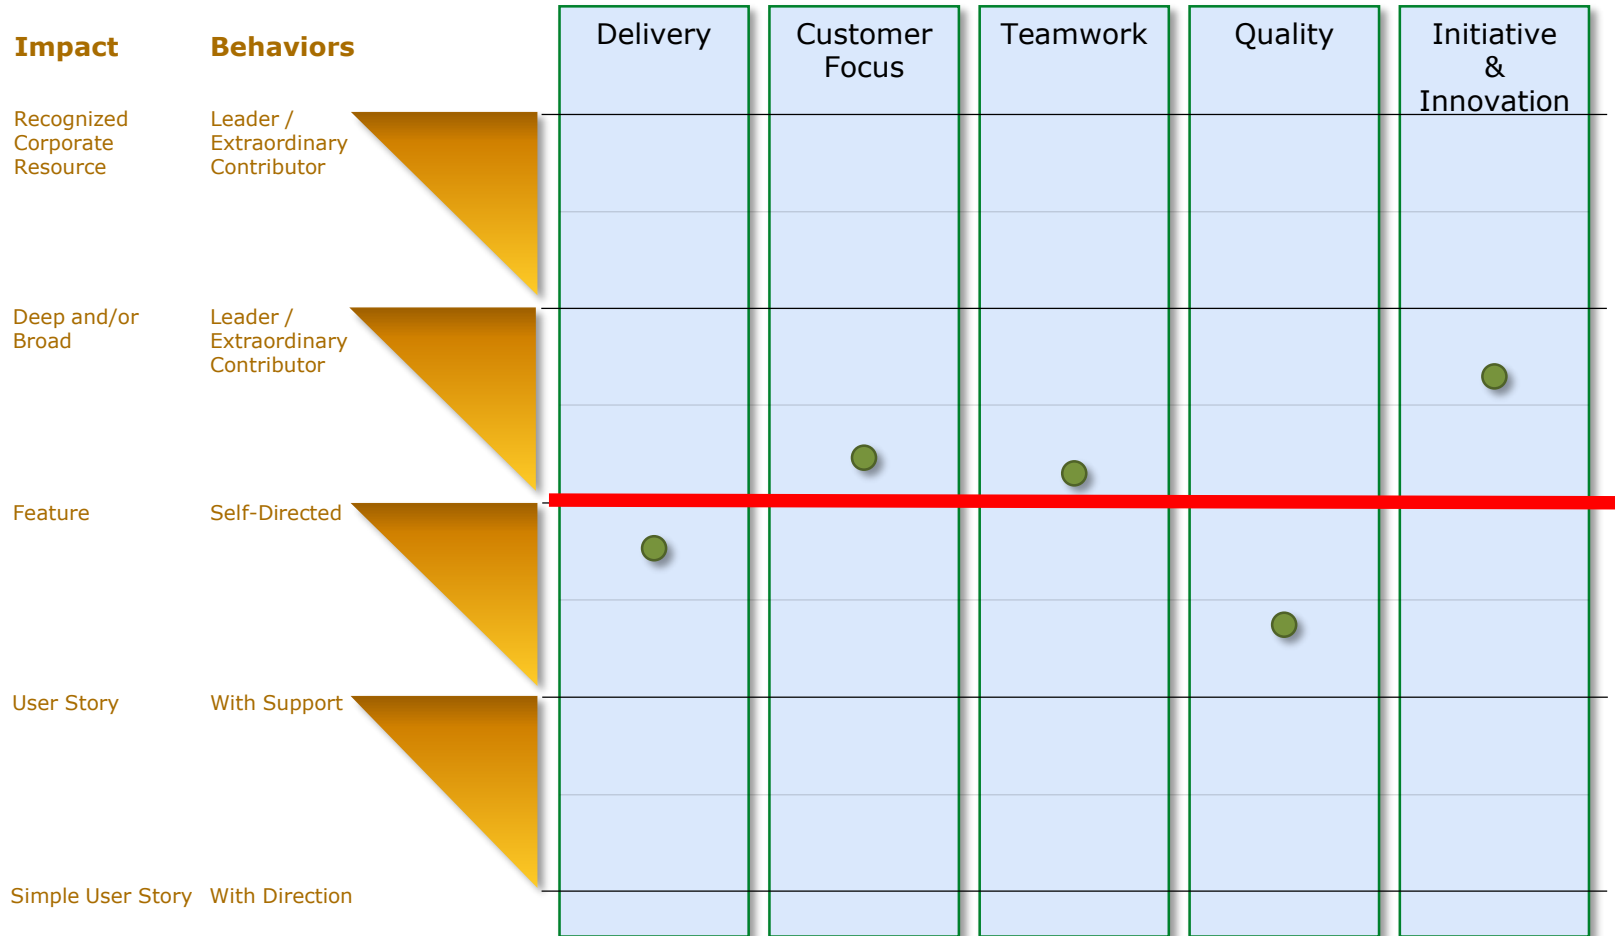 Impact
Behaviors
Delivery
Customer
Focus
Teamwork
Quality
Initiative
&
Innovation
Recognized
Corporate
Resource
Leader /
Extraordinary
Contributor
Deep and/or
Broad
Leader /
Extraordinary
Contributor
Feature
Self-Directed
User Story
With Support
Simple User Story
With Direction